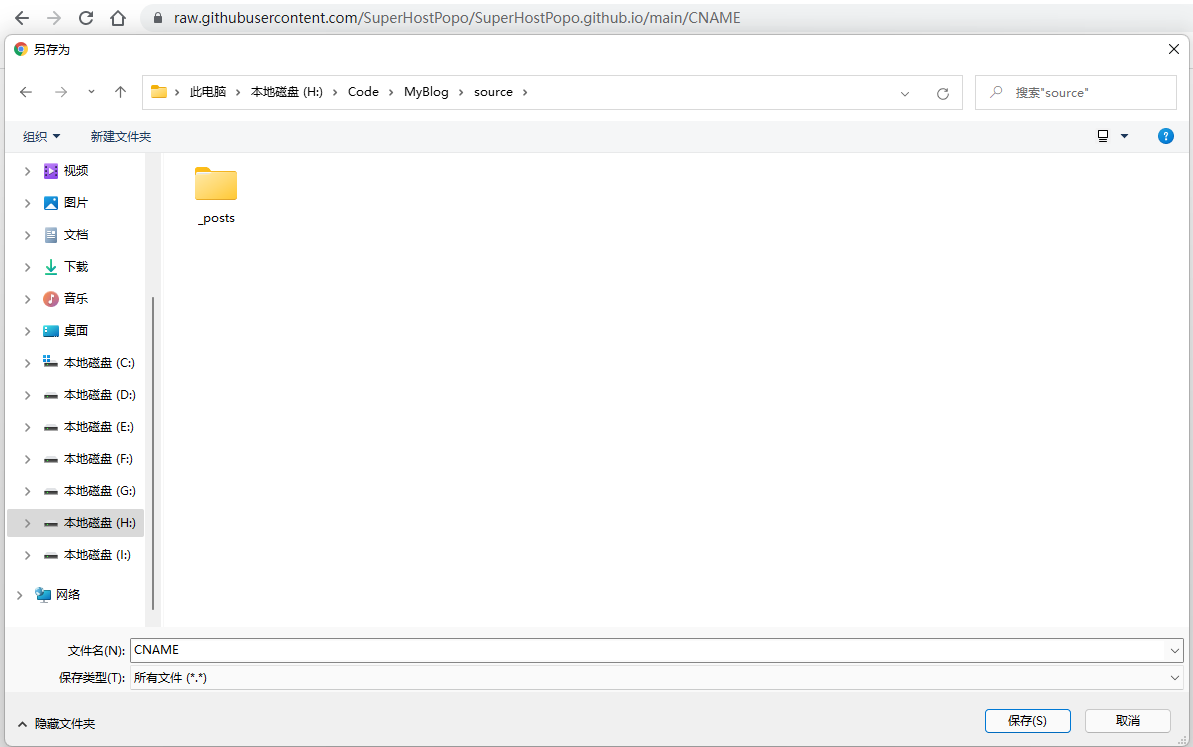 raw.githubusercontent.com/SuperHostPopo/SuperHostPopo.github.io/main/CNAME
另存为
此电脑 > 本地磁盘 (H:) > Code > MyBlog > source >
搜索"source"
组织
新建文件夹
视频
图片
文档
下载
音乐
桌面
本地磁盘 (C:)
本地磁盘 (D:)
本地磁盘 (E:)
本地磁盘 (F:)
本地磁盘 (G:)
本地磁盘 (H:)
本地磁盘 (I:)
网络
_posts
文件名(N): CNAME
保存类型(T): 所有文件 (*.*)
隐藏文件夹
保存(S)
取消